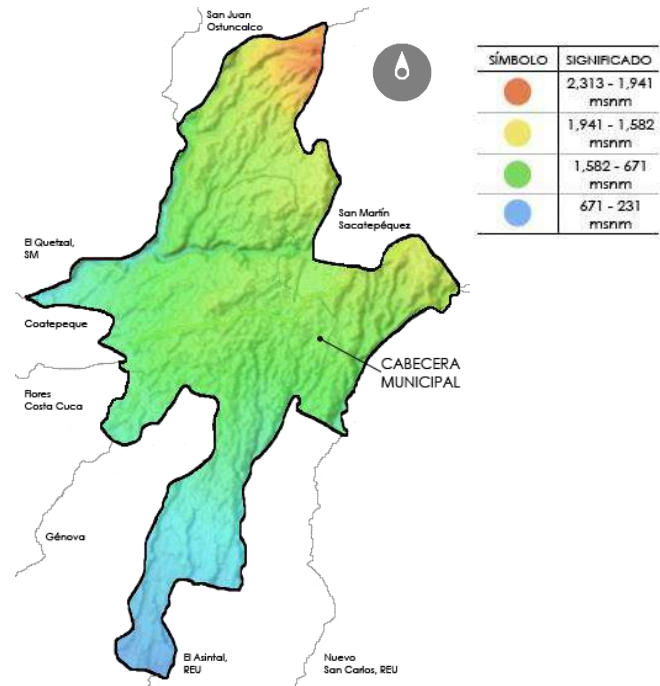 San Juan
Ostuncalco
SÍMBOLO
SIGNIFICADO
2,313 - 1,941
msnm
1,941 - 1,582
msnm
1,582 - 671
msnm
671 - 231
msnm
San Martín
Sacatepéquez
El Quetzal,
SM
Coatepeque
CABECERA
MUNICIPAL
Flores
Costa Cuca
Génova
El Asintal,
REU
Nuevo
San Carlos, REU